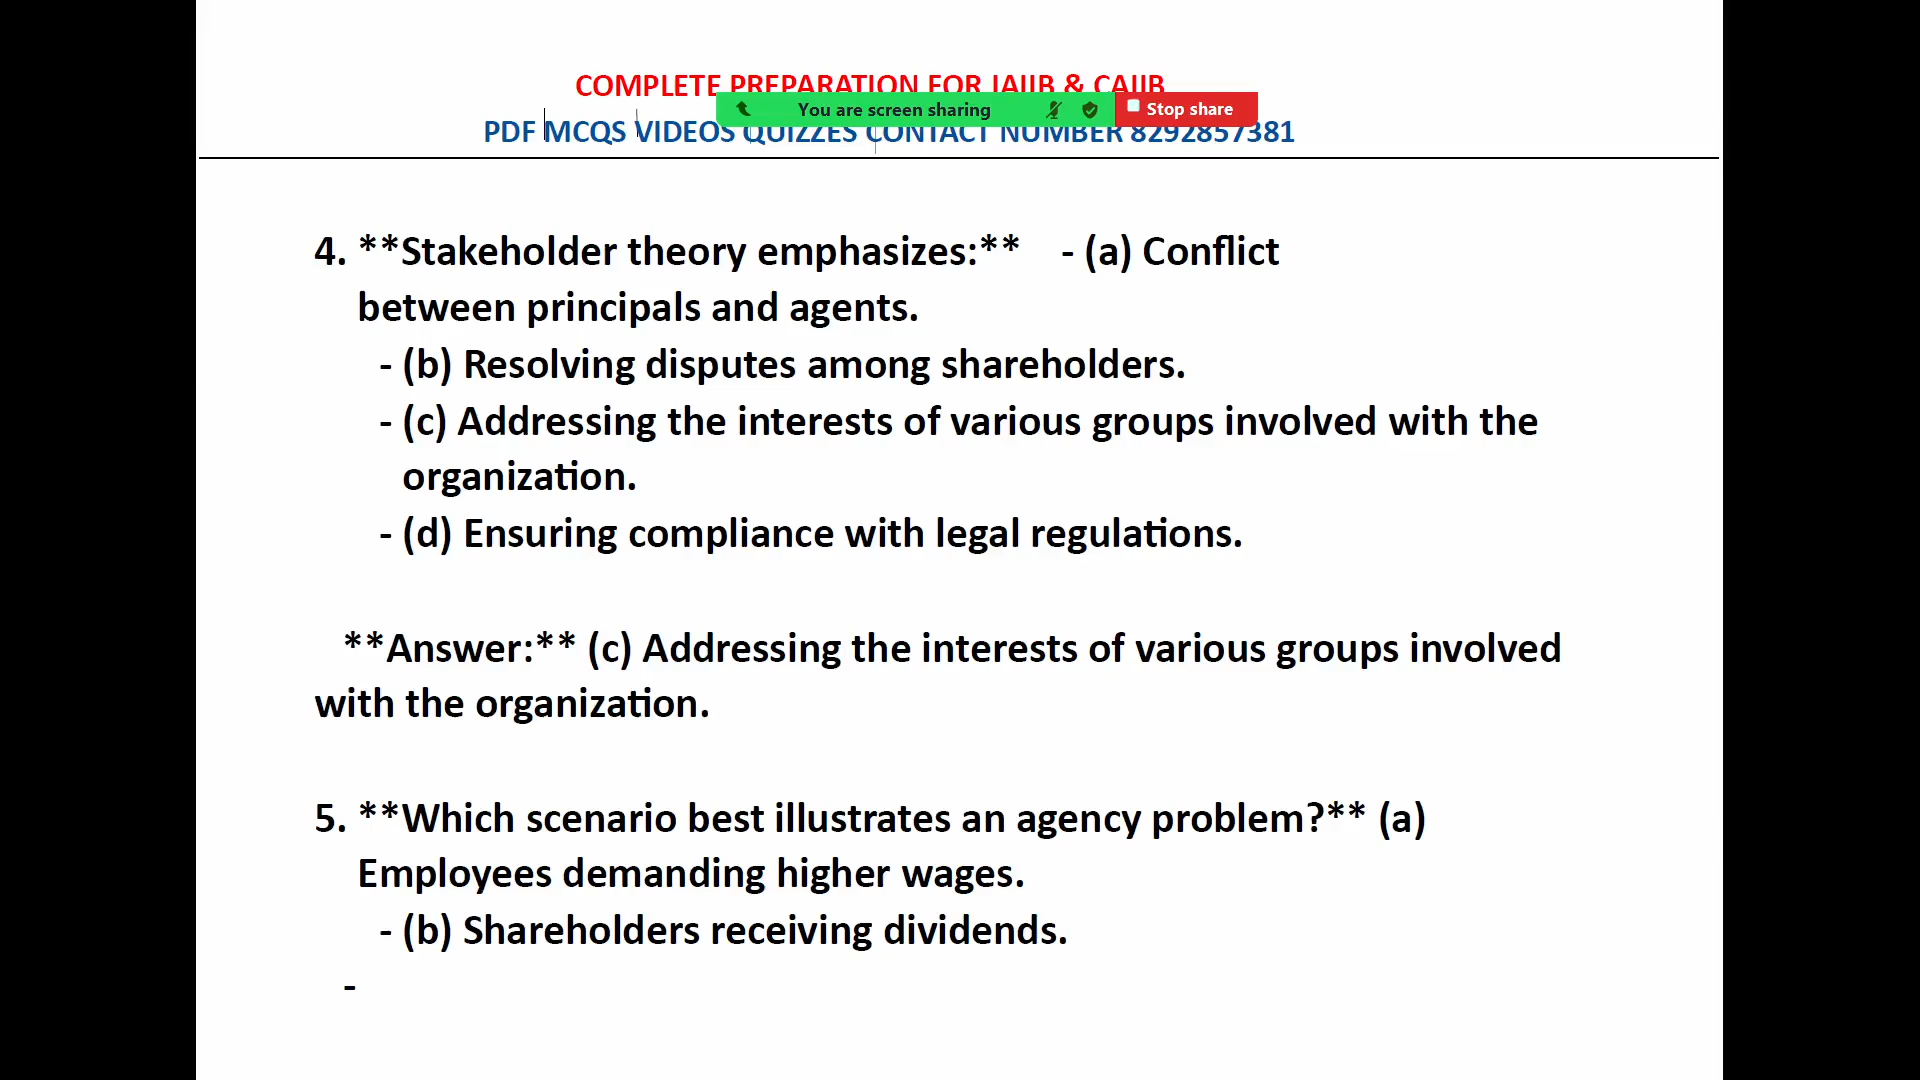 COMPLETE PREPARATION FOR JAIIB & CAIIB
You are screen sharing Stop share
PDF MCQS VIDEOS QUIZZES CONTACT NUMBER 8292857381
4. **Stakeholder theory emphasizes:** - (a) Conflict
between principals and agents.
- (b) Resolving disputes among shareholders.
- (c) Addressing the interests of various groups involved with the
organization.
- (d) Ensuring compliance with legal regulations.
**Answer:** (c) Addressing the interests of various groups involved
with the organization.
5. **Which scenario best illustrates an agency problem?** (a)
Employees demanding higher wages.
- (b) Shareholders receiving dividends.
-